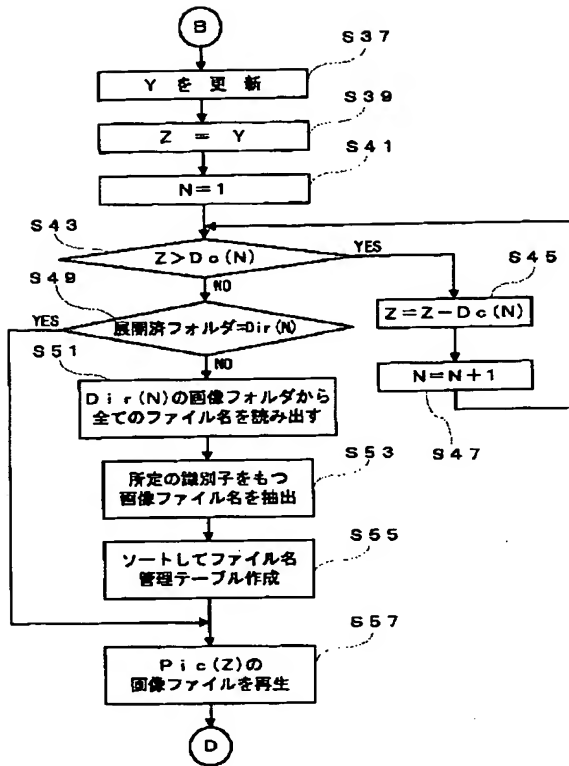 B
S37
Yを更新
S39
Z = Y
S41
N=1
S43
Z>Dc(N)
YES
S45
NO
S49
Z=Z-Dc(N)
YES
展開済フォルダ=Dir(N)
S51
NO
N=N+1
Dir(N)の画像フォルダから
全てのファイル名を読み出す
S47
S53
所定の識別子をもつ
画像ファイル名を抽出
S55
ソートしてファイル名
管理テーブル作成
S57
Pic(Z)の
画像ファイルを再生
D